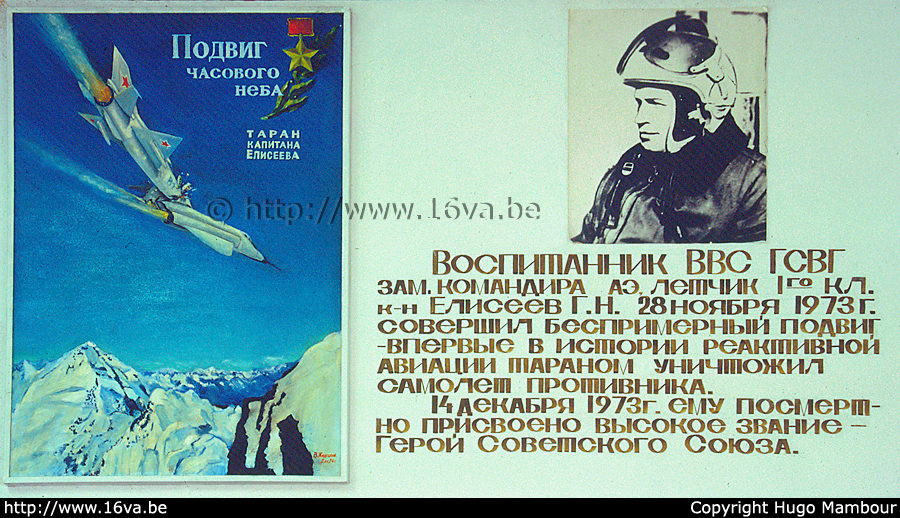 Подвиг
часового
неба
таран
капитана
Елисеева
© http://www.16va.be
Воспитанник ВВС ГСВГ
зам. командира аэ. летчик 1го кл.
к-н Елисеев Г.Н. 28 ноября 1973г.
совершил беспримерный подвиг
-впервые в истории реактивной
авиации тараном уничтожил
самолет противника.
14 декабря 1973г. ему посмерт-
но присвоено высокое звание –
Герой Советского Союза.
http://www.16va.be
Copyright Hugo Mambour